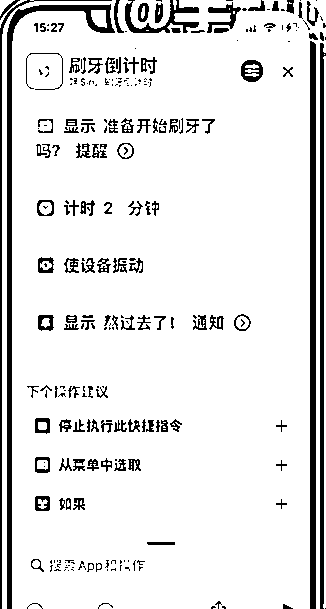 15:27
刷牙倒计时
显示 准备开始刷牙了
吗? 提醒
计时 2 分钟
使设备振动
显示 熬过去了! 通知
下个操作建议
停止执行此快捷指令
从菜单中选取
如果
搜索App和操作